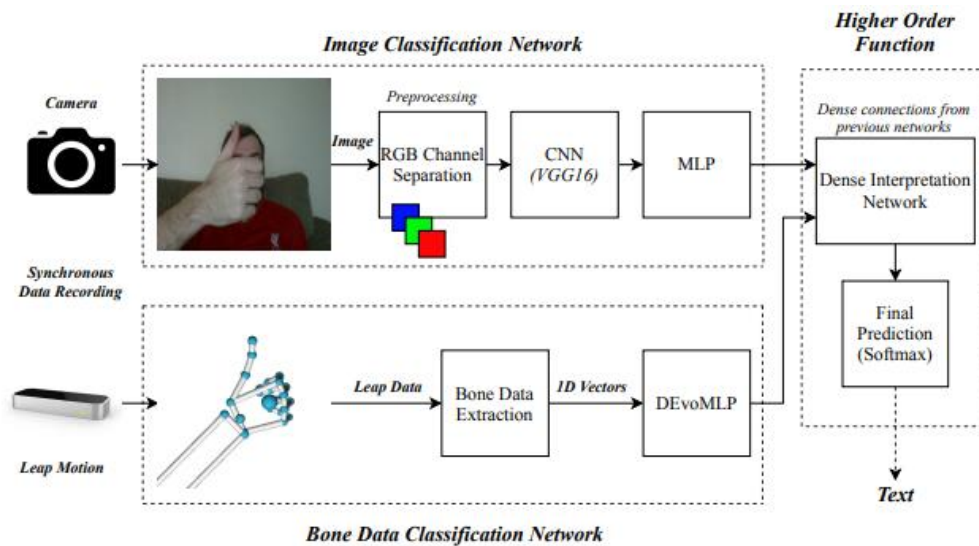 Image Classification Network
Higher Order
Function
Camera
Preprocessing
Image
RGB Channel
Separation
CNN
(VGG16)
MLP
Dense connections from
previous networks
Dense Interpretation
Network
Synchronous
Data Recording
Final
Prediction
(Softmax)
Leap Data
Bone Data
Extraction
1D Vectors
DEvoMLP
Leap Motion
Text
Bone Data Classification Network